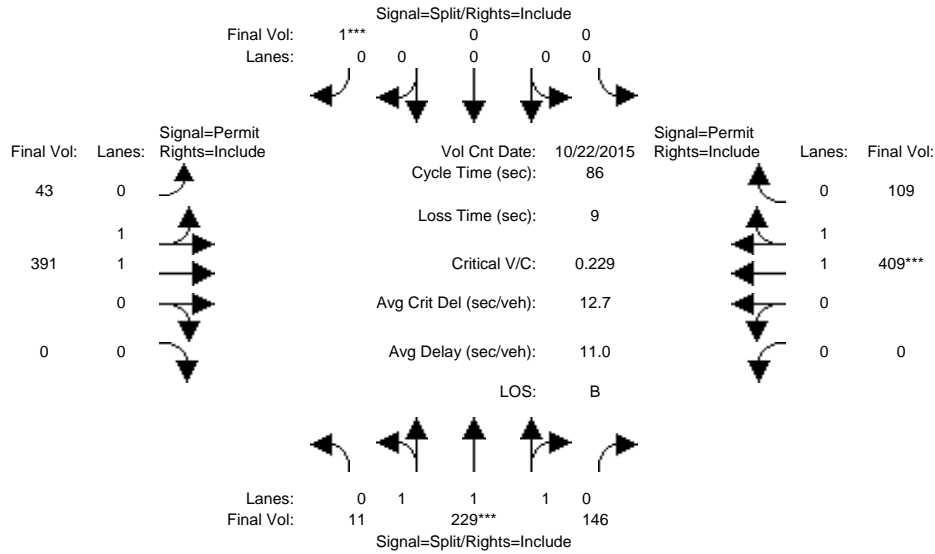 Signal=Split/Rights=Include
Final Vol: 1*** 0 0
Lanes: 0 0 0 0 0
Signal=Permit Signal=Permit
Final Vol: Lanes: Rights=Include Vol Cnt Date: 10/22/2015 Rights=Include Lanes: Final Vol:
Cycle Time (sec): 86
43 0 0 109
Loss Time (sec): 9
1 1
391 1 Critical V/C: 0.229 1 409***
0 Avg Crit Del (sec/veh): 12.7 0
0 0 Avg Delay (sec/veh): 11.0 0 0
LOS: B
Lanes: 0 1 1 1 0
Final Vol: 11 229*** 146
Signal=Split/Rights=Include